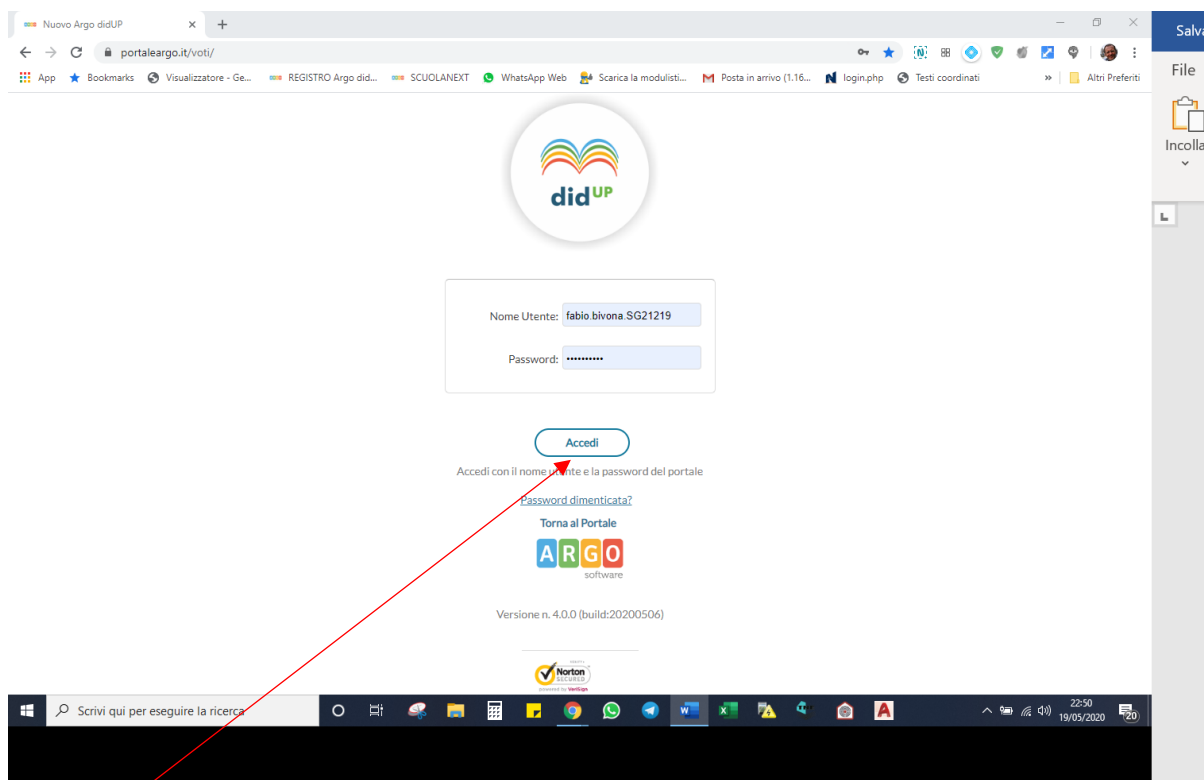 Nuovo Argo didUP
Salva
portaleargo.it/voti/
File
App Bookmarks Visualizzatore - Ge... REGISTRO Argo did... SCUOLANEXT WhatsApp Web Scarica la modulisti... Posta in arrivo (1.16... login.php Testi coordinati » Altri Preferiti
Incolla
didUP
Nome Utente: fabio.bivona.SG21219
Password: ••••••••••
Accedi
Accedi con il nome utente e la password del portale
Password dimenticata?
Torna al Portale
ARGO
software
Versione n. 4.0.0 (build:20200506)
Norton
SECURED
powered by VeriSign
Scrivi qui per eseguire la ricerca
22:50
19/05/2020
20